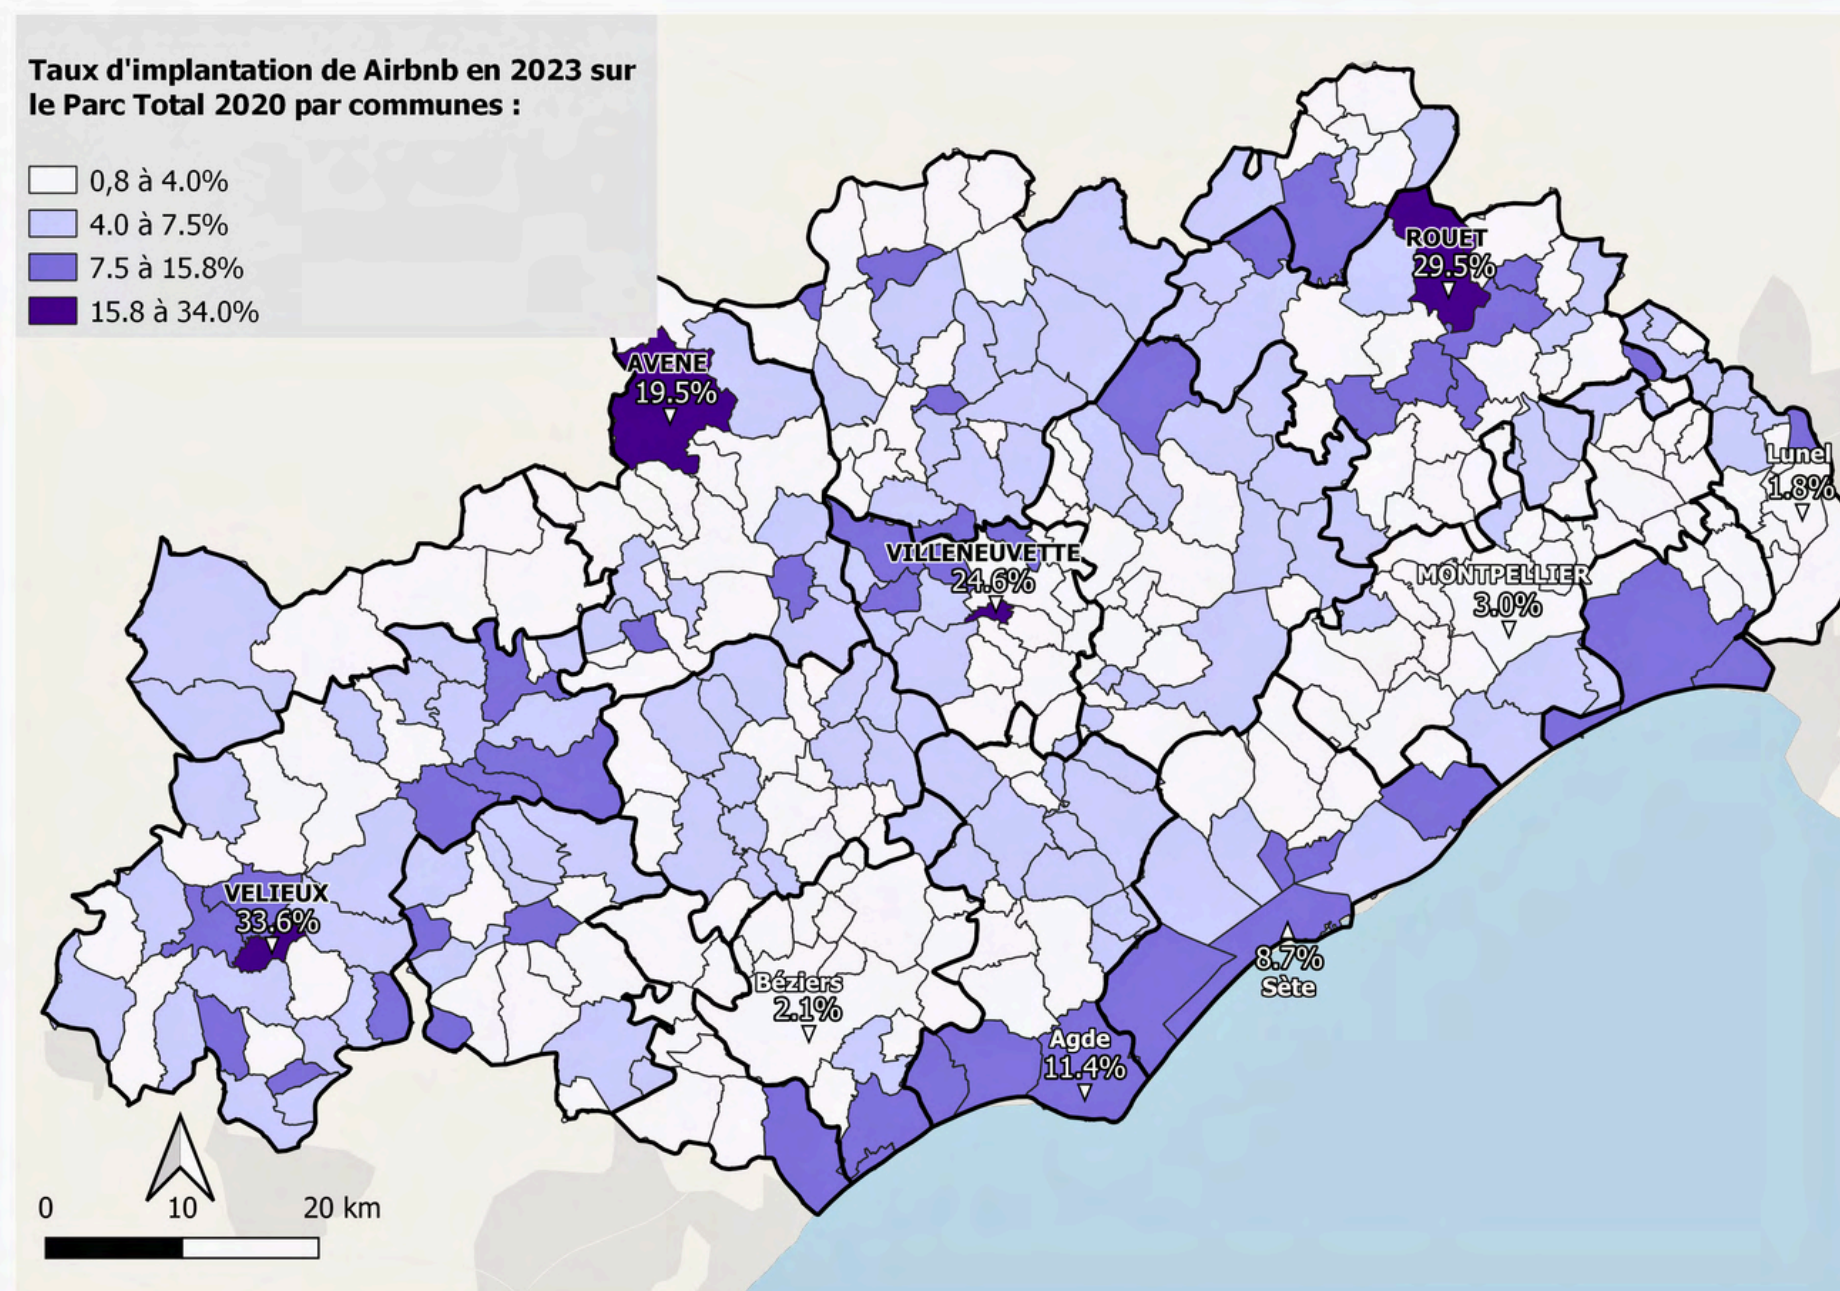 Taux d'implantation de Airbnb en 2023 sur
le Parc Total 2020 par communes :
0,8 à 4.0%
4.0 à 7.5%
7.5 à 15.8%
15.8 à 34.0%
ROUET
29.5%
AVENE
19.5%
Lunel
1.8%
VILLENEUVETTE
24.6%
MONTPELLIER
3.0%
VELIEUX
33.6%
8.7%
Sète
Béziers
2.1%
Agde
11.4%
0 10 20 km